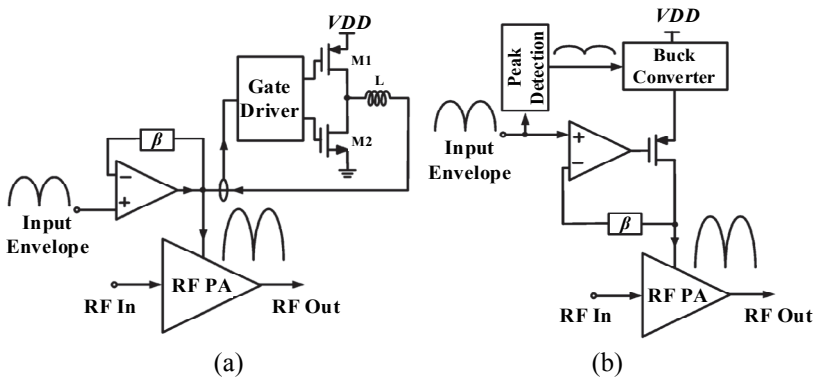 VDD
M1
Gate
Driver
L
M2
β
−
+
Input
Envelope
RF PA
RF In
RF Out
(a)
VDD
Peak
Detection
Buck
Converter
Input
Envelope
+
−
β
RF PA
RF In
RF Out
(b)